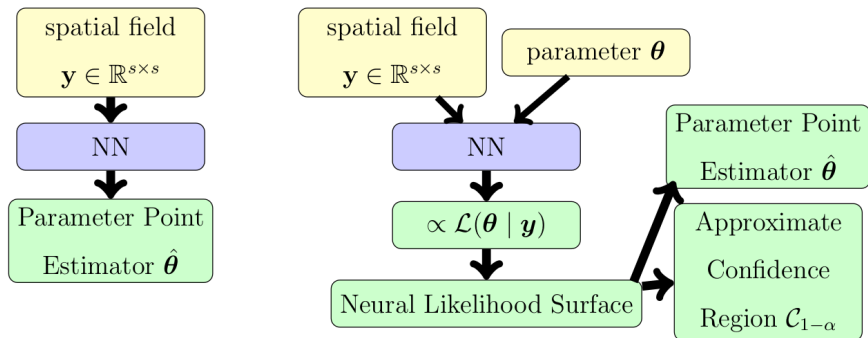 spatial field
𝐲 ∈ ℝ^{s×s}
NN
Parameter Point
Estimator 𝜽̂
spatial field
𝐲 ∈ ℝ^{s×s}
parameter 𝜽
NN
∝ ℒ(𝜽 | 𝒚)
Neural Likelihood Surface
Parameter Point
Estimator 𝜽̂
Approximate
Confidence
Region 𝒞_{1−α}